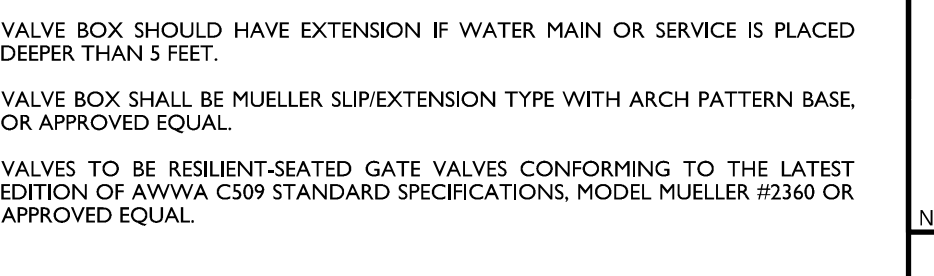 VALVE BOX SHOULD HAVE EXTENSION IF WATER MAIN OR SERVICE IS PLACED
DEEPER THAN 5 FEET.
VALVE BOX SHALL BE MUELLER SLIP/EXTENSION TYPE WITH ARCH PATTERN BASE,
OR APPROVED EQUAL.
VALVES TO BE RESILIENT-SEATED GATE VALVES CONFORMING TO THE LATEST
EDITION OF AWWA C509 STANDARD SPECIFICATIONS, MODEL MUELLER #2360 OR
APPROVED EQUAL.
N